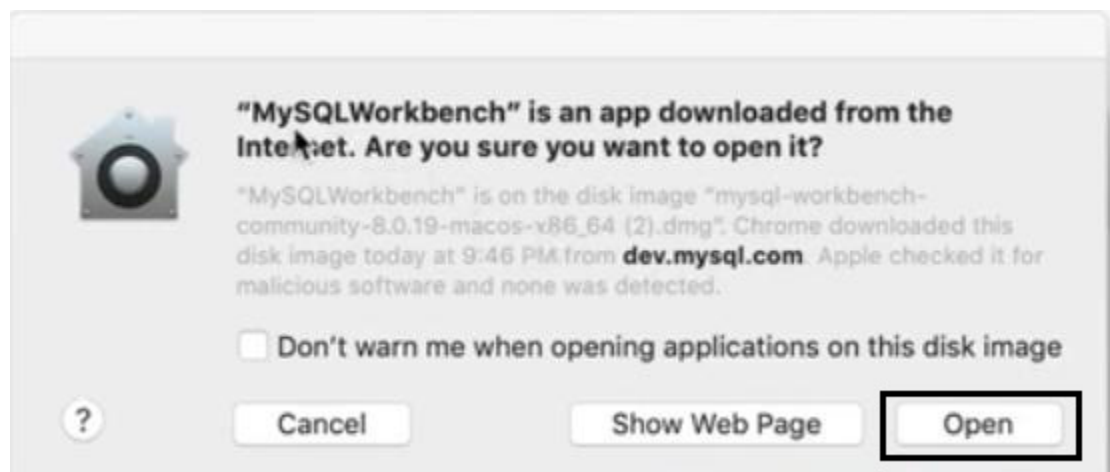 "MySQLWorkbench" is an app downloaded from the
Internet. Are you sure you want to open it?
"MySQLWorkbench" is on the disk image "mysql-workbench-
community-8.0.19-macos-x86_64 (2).dmg". Chrome downloaded this
disk image today at 9:46 PM from dev.mysql.com. Apple checked it for
malicious software and none was detected.
Don't warn me when opening applications on this disk image
? Cancel Show Web Page Open